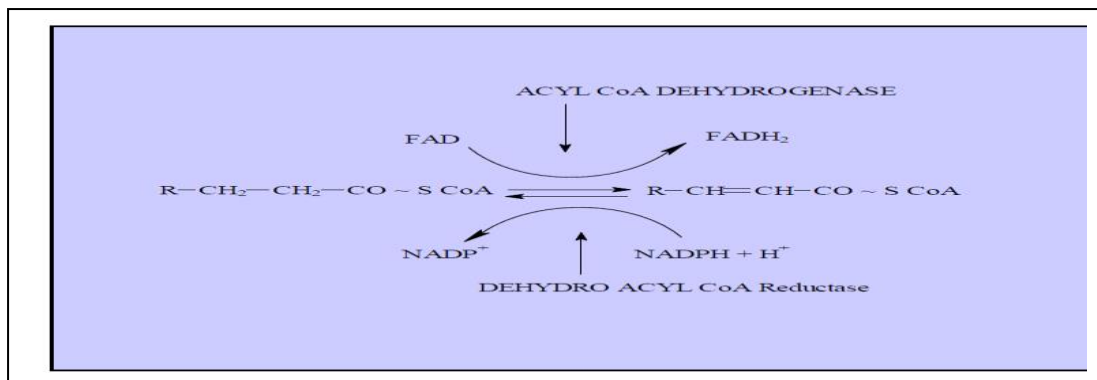 ACYL CoA DEHYDROGENASE
FAD FADH₂
R—CH₂—CH₂—CO ~ S CoA R—CH═CH—CO ~ S CoA
NADP⁺ NADPH + H⁺
DEHYDRO ACYL CoA Reductase